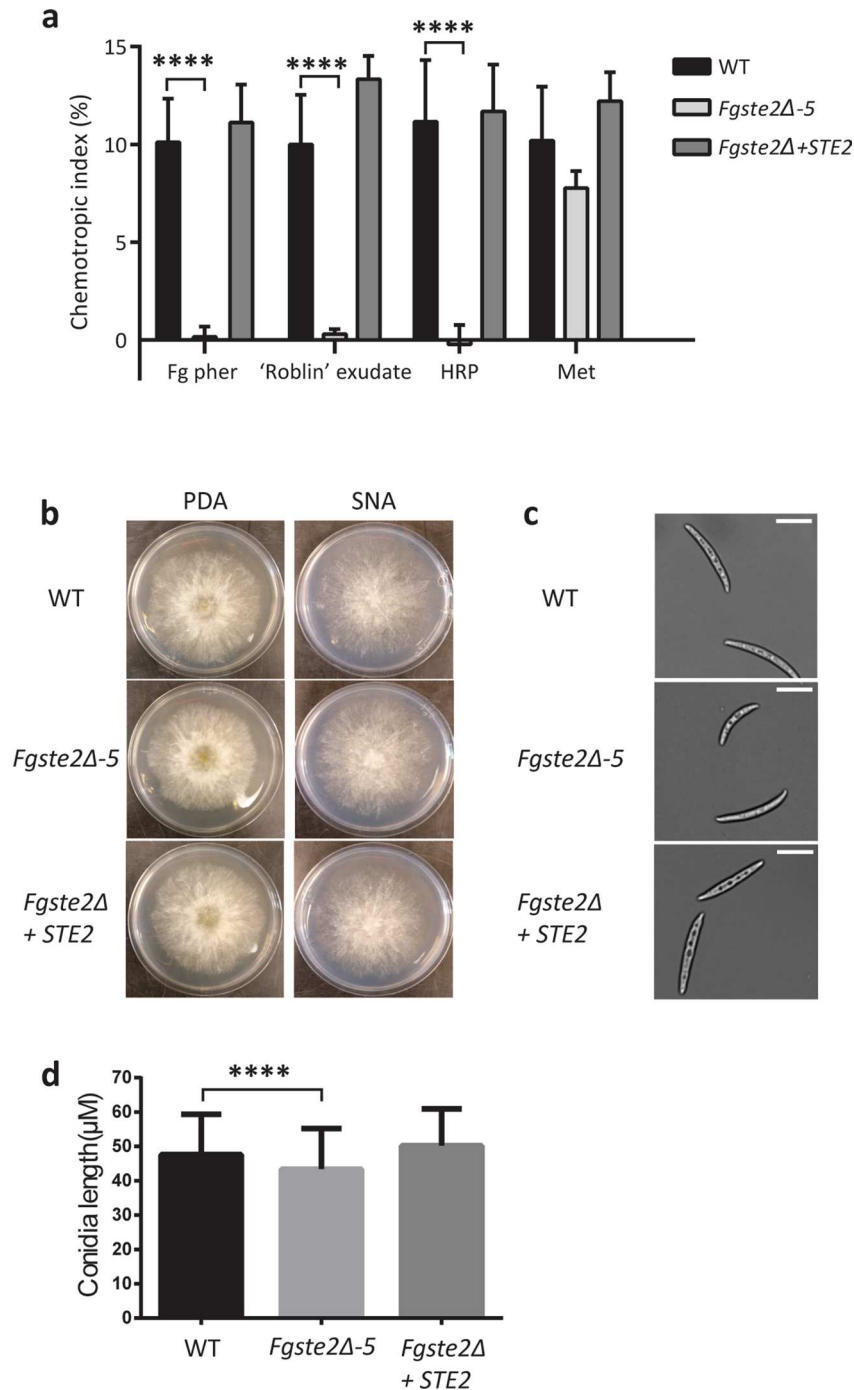 a
Chemotropic index (%)
15
10
5
0
**** **** ****
WT
Fgste2Δ-5
Fgste2Δ+STE2
Fg pher 'Roblin' exudate HRP Met
b
PDA SNA
WT
Fgste2Δ-5
Fgste2Δ
+ STE2
c
WT
Fgste2Δ-5
Fgste2Δ
+ STE2
d
Conidia length(µM)
70
60
50
40
30
20
10
0
****
WT Fgste2Δ-5 Fgste2Δ
+ STE2